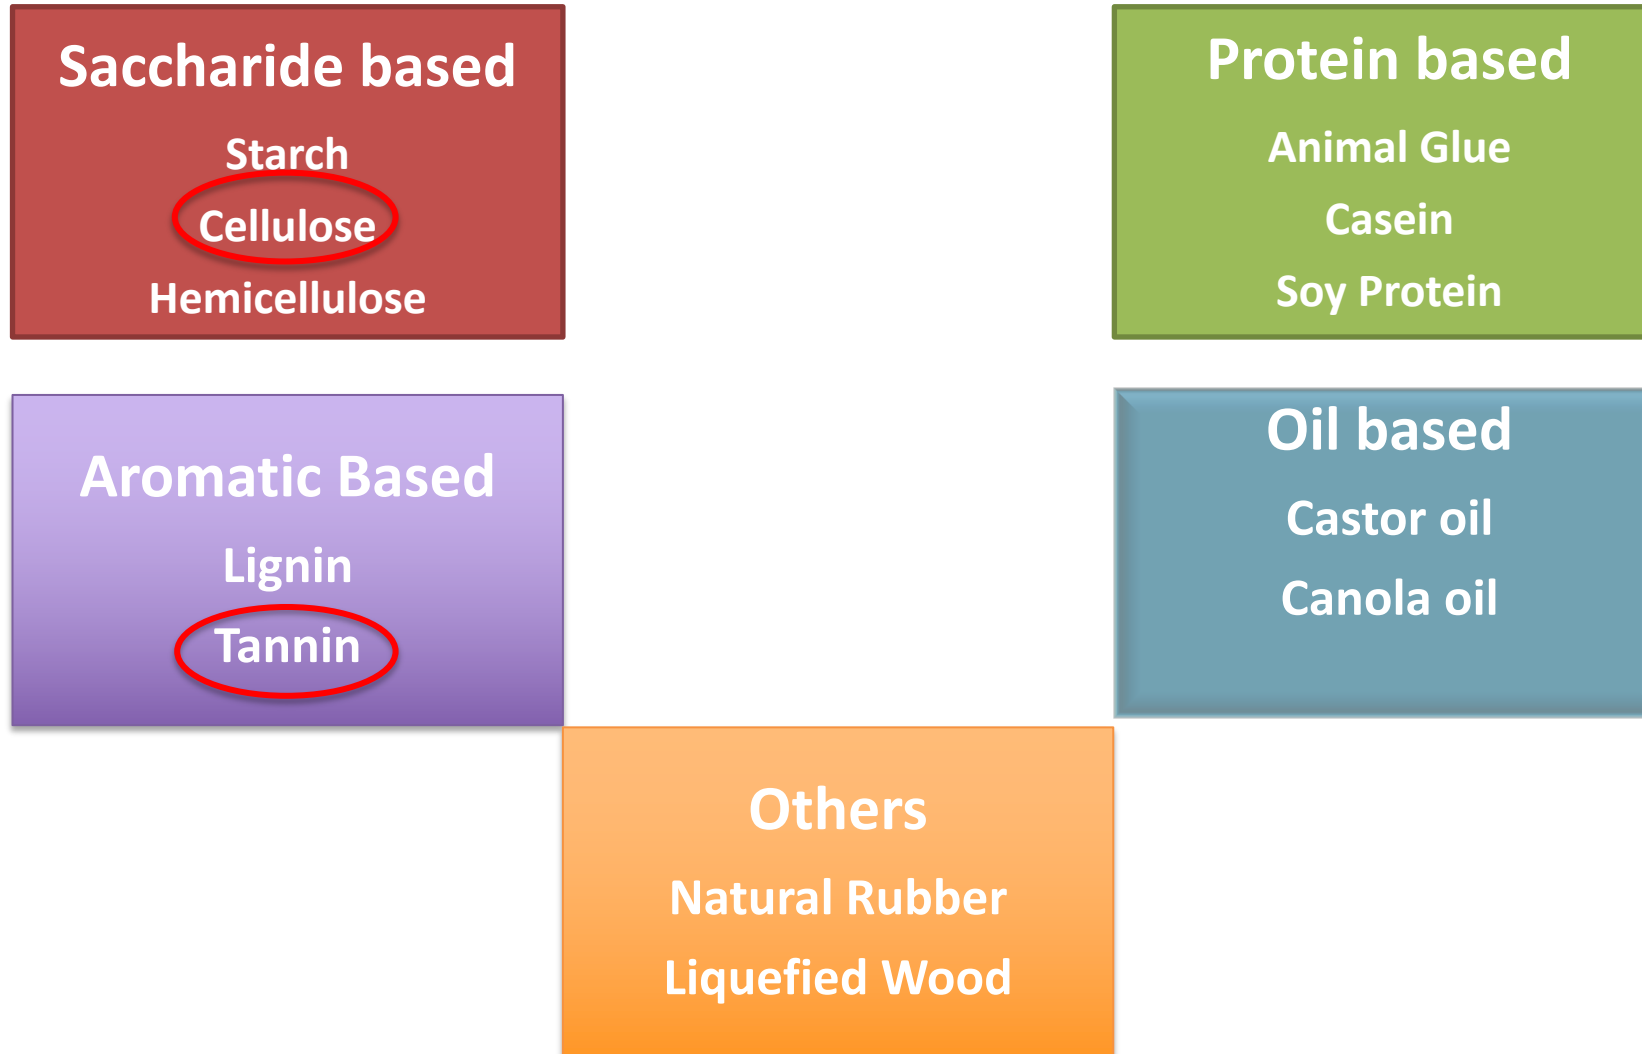 Saccharide based
Starch
Cellulose
Hemicellulose
Protein based
Animal Glue
Casein
Soy Protein
Aromatic Based
Lignin
Tannin
Oil based
Castor oil
Canola oil
Others
Natural Rubber
Liquefied Wood